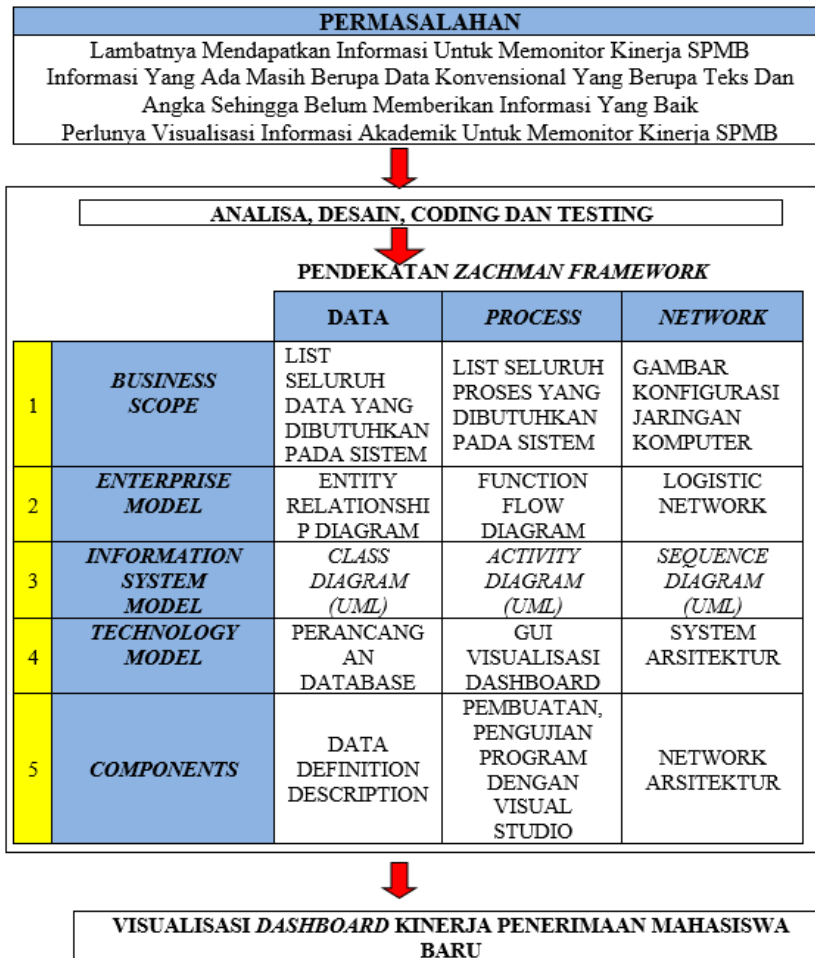 PERMASALAHAN
Lambatnya Mendapatkan Informasi Untuk Memonitor Kinerja SPMB
Informasi Yang Ada Masih Berupa Data Konvensional Yang Berupa Teks Dan
Angka Sehingga Belum Memberikan Informasi Yang Baik
Perlunya Visualisasi Informasi Akademik Untuk Memonitor Kinerja SPMB
ANALISA, DESAIN, CODING DAN TESTING
PENDEKATAN ZACHMAN FRAMEWORK
DATA
PROCESS
NETWORK
1
BUSINESS
SCOPE
LIST
SELURUH
DATA YANG
DIBUTUHKAN
PADA SISTEM
LIST SELURUH
PROSES YANG
DIBUTUHKAN
PADA SISTEM
GAMBAR
KONFIGURASI
JARINGAN
KOMPUTER
2
ENTERPRISE
MODEL
ENTITY
RELATIONSHI
P DIAGRAM
FUNCTION
FLOW
DIAGRAM
LOGISTIC
NETWORK
3
INFORMATION
SYSTEM
MODEL
CLASS
DIAGRAM
(UML)
ACTIVITY
DIAGRAM
(UML)
SEQUENCE
DIAGRAM
(UML)
4
TECHNOLOGY
MODEL
PERANCANG
AN
DATABASE
GUI
VISUALISASI
DASHBOARD
SYSTEM
ARSITEKTUR
5
COMPONENTS
DATA
DEFINITION
DESCRIPTION
PEMBUATAN,
PENGUJIAN
PROGRAM
DENGAN
VISUAL
STUDIO
NETWORK
ARSITEKTUR
VISUALISASI DASHBOARD KINERJA PENERIMAAN MAHASISWA
BARU